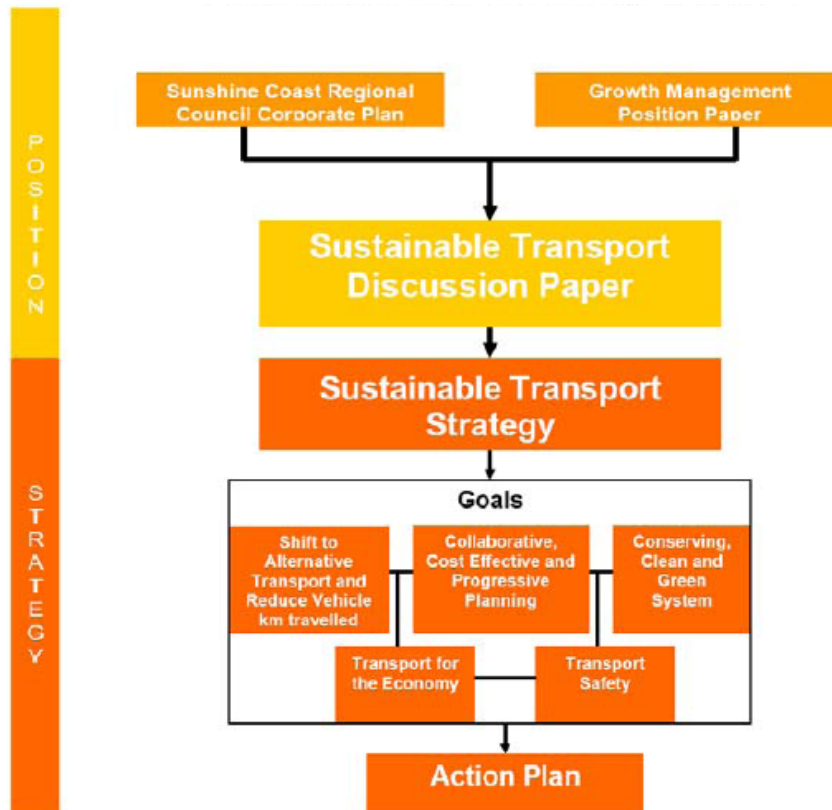 POSITION
Sunshine Coast Regional
Council Corporate Plan
Growth Management
Position Paper
Sustainable Transport
Discussion Paper
STRATEGY
Sustainable Transport
Strategy
Goals
Shift to
Alternative
Transport and
Reduce Vehicle
km travelled
Collaborative,
Cost Effective and
Progressive
Planning
Conserving,
Clean and
Green
System
Transport for
the Economy
Transport
Safety
Action Plan